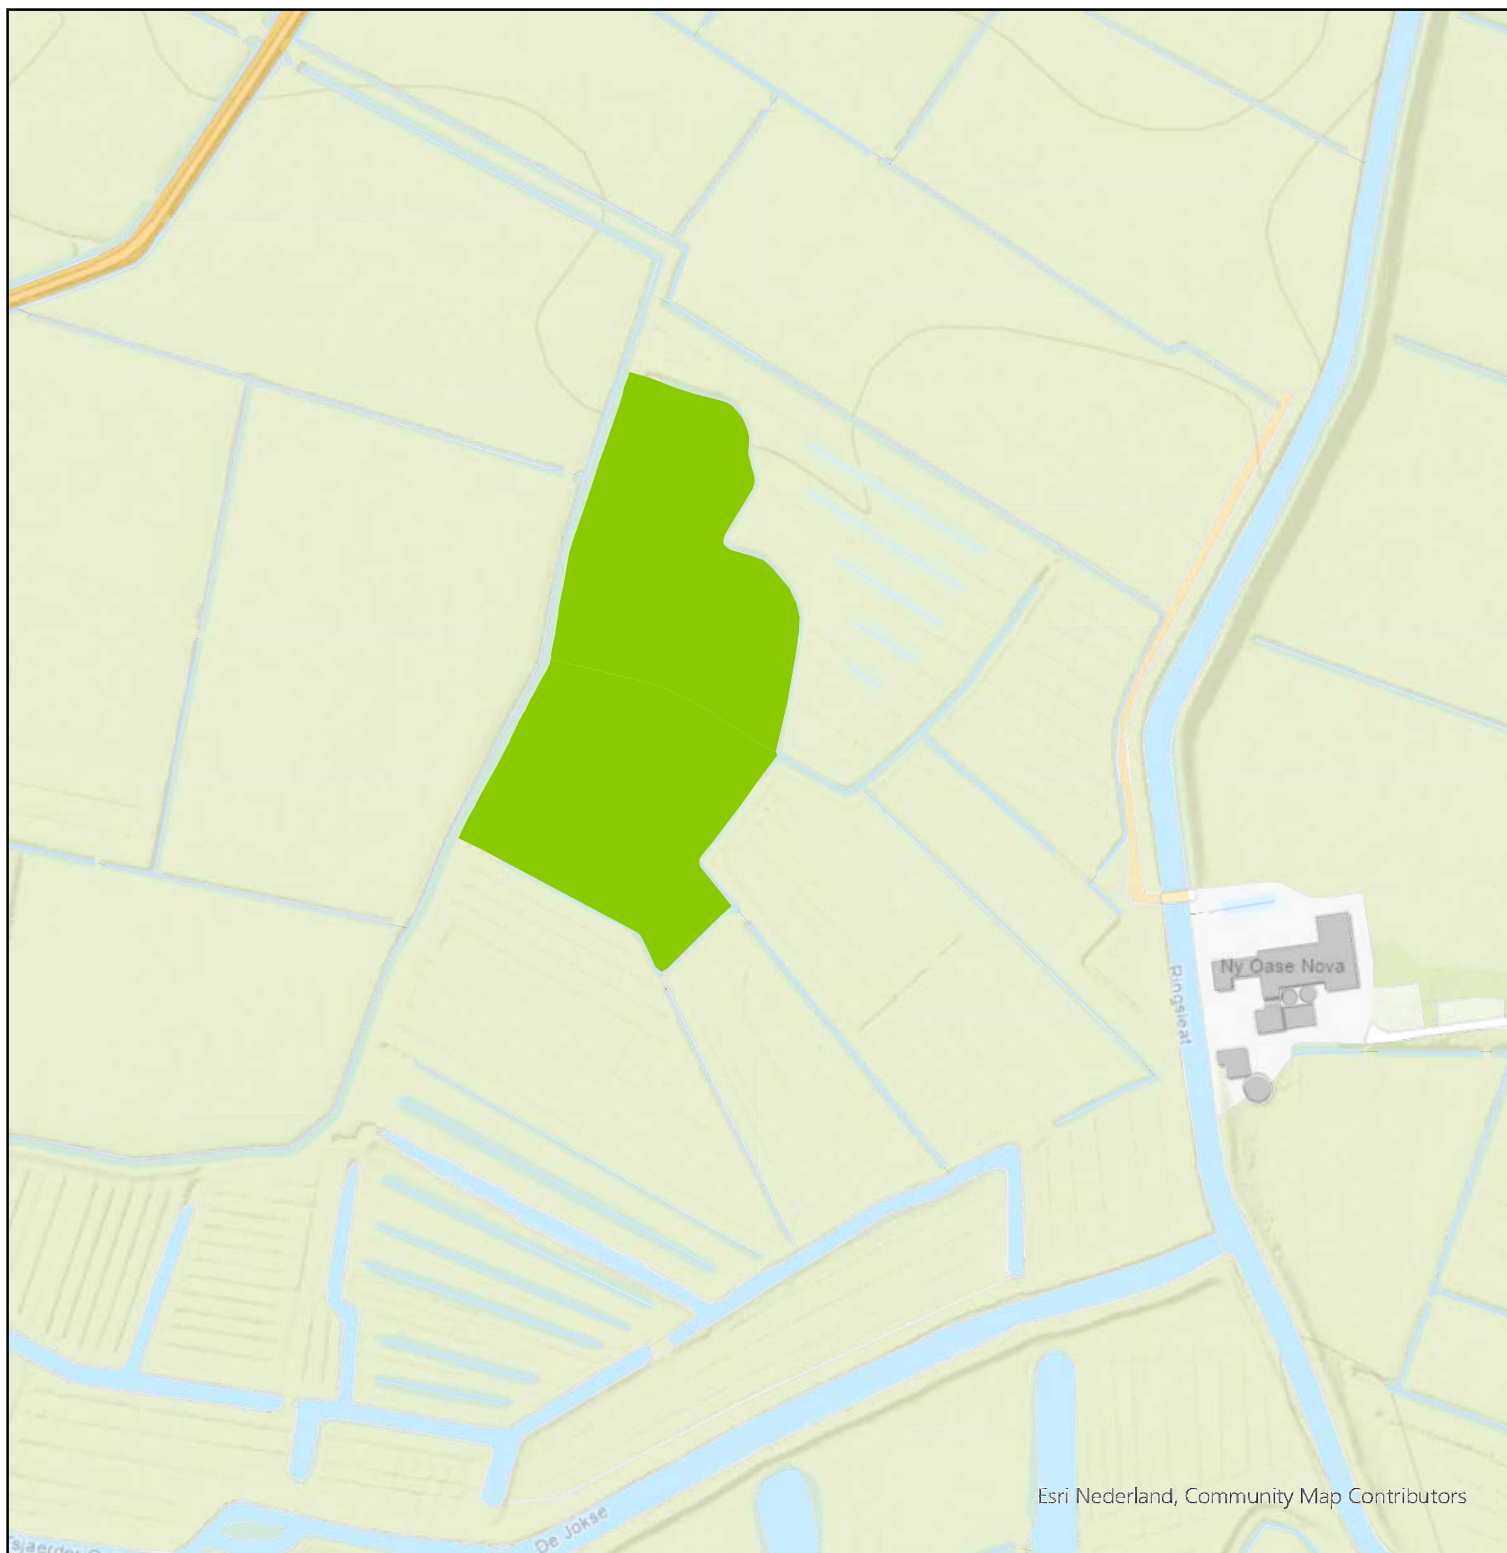 Ny Oase Nova
Ringsleat
Esri Nederland, Community Map Contributors
De Jokse